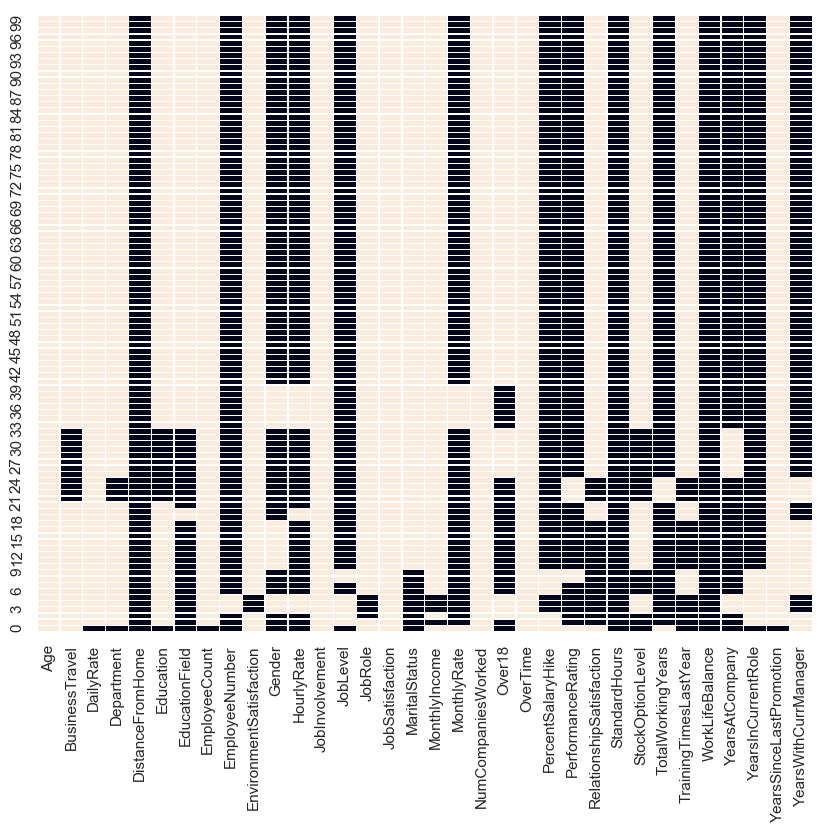 99
96
93
90
87
84
81
78
75
72
69
66
63
60
57
54
51
48
45
42
39
36
33
30
27
24
21
18
15
12
9
6
3
0
Age
BusinessTravel
DailyRate
Department
DistanceFromHome
Education
EducationField
EmployeeCount
EmployeeNumber
EnvironmentSatisfaction
Gender
HourlyRate
JobInvolvement
JobLevel
JobRole
JobSatisfaction
MaritalStatus
MonthlyIncome
MonthlyRate
NumCompaniesWorked
Over18
OverTime
PercentSalaryHike
PerformanceRating
RelationshipSatisfaction
StandardHours
StockOptionLevel
TotalWorkingYears
TrainingTimesLastYear
WorkLifeBalance
YearsAtCompany
YearsInCurrentRole
YearsSinceLastPromotion
YearsWithCurrManager